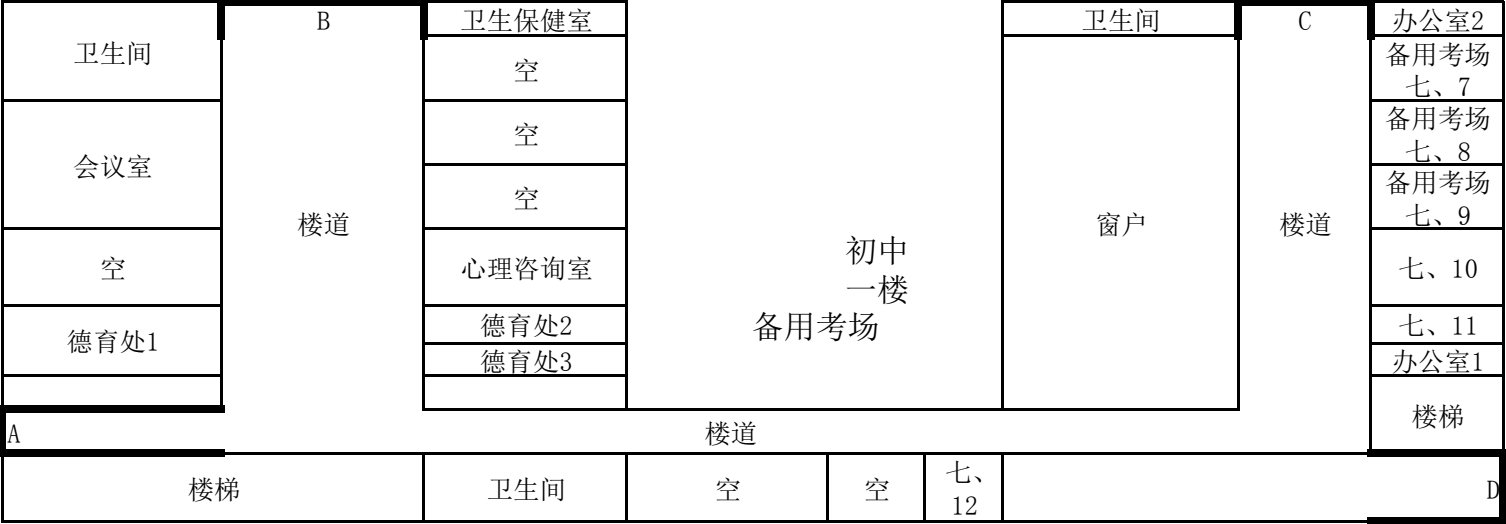 B
卫生保健室
卫生间
C
办公室2
卫生间
空
备用考场
七、7
会议室
空
备用考场
七、8
空
备用考场
七、9
楼道
窗户
楼道
空
心理咨询室
初中
一楼
备用考场
七、10
德育处1
德育处2
七、11
德育处3
办公室1
楼梯
A
楼道
楼梯
卫生间
空
空
七、
12
D